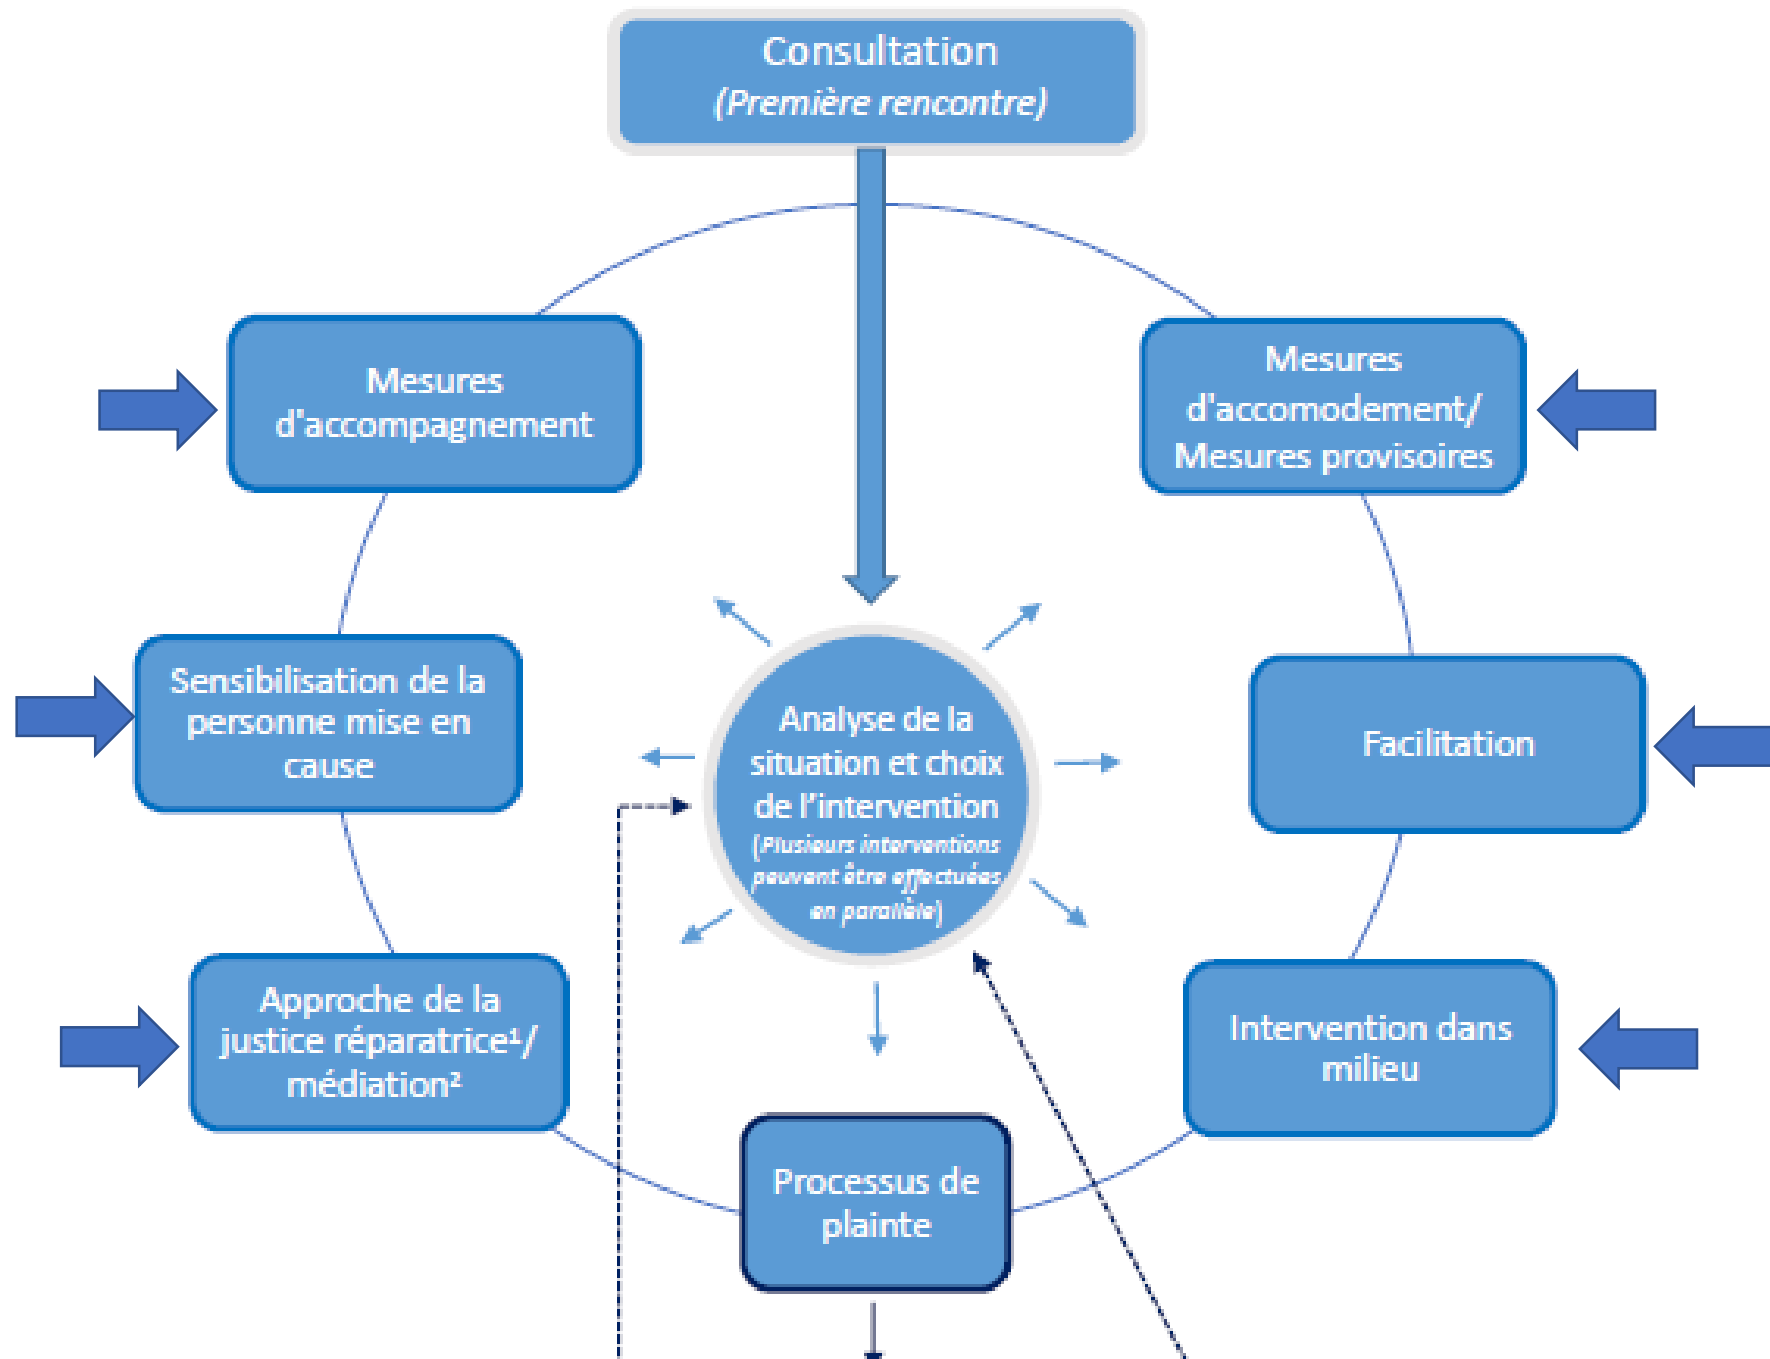 Consultation
(Première rencontre)
Mesures
d'accompagnement
Mesures
d'accomodement/
Mesures provisoires
Sensibilisation de la
personne mise en
cause
Analyse de la
situation et choix
de l'intervention
(Plusieurs interventions
peuvent être effectuées
en parallèle)
Facilitation
Approche de la
justice réparatrice¹/
médiation²
Intervention dans
milieu
Processus de
plainte